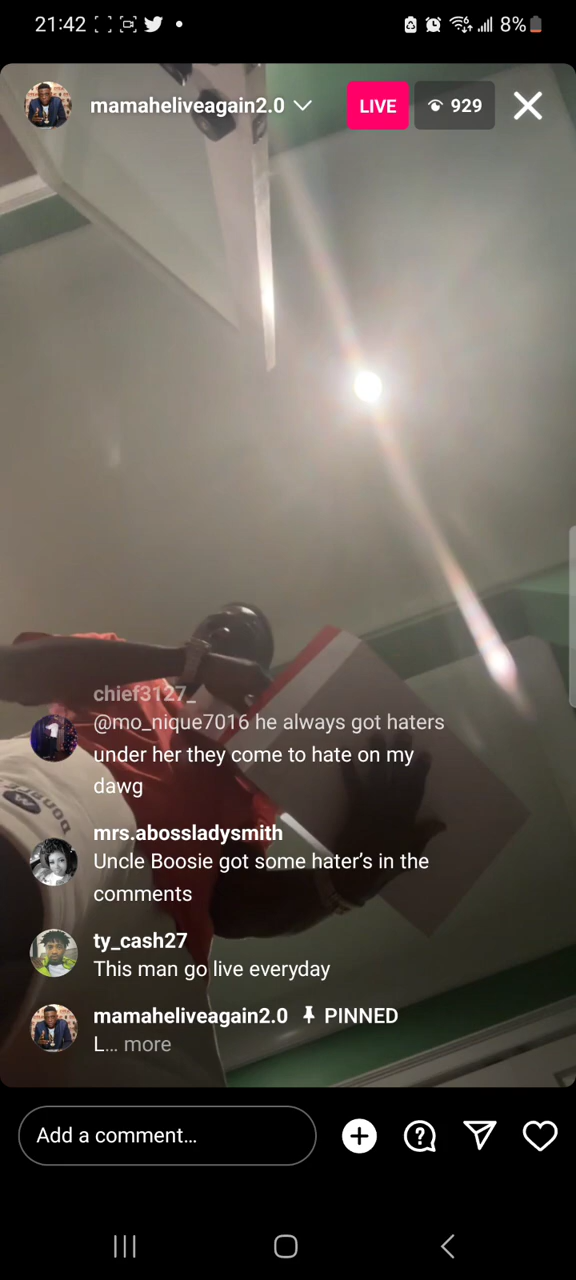 21:42
8%
mamaheliveagain2.0
LIVE
929
chief3127_
@mo_nique7016 he always got haters
under her they come to hate on my
dawg
mrs.abossladysmith
Uncle Boosie got some hater's in the
comments
ty_cash27
This man go live everyday
mamaheliveagain2.0 PINNED
L... more
Add a comment...